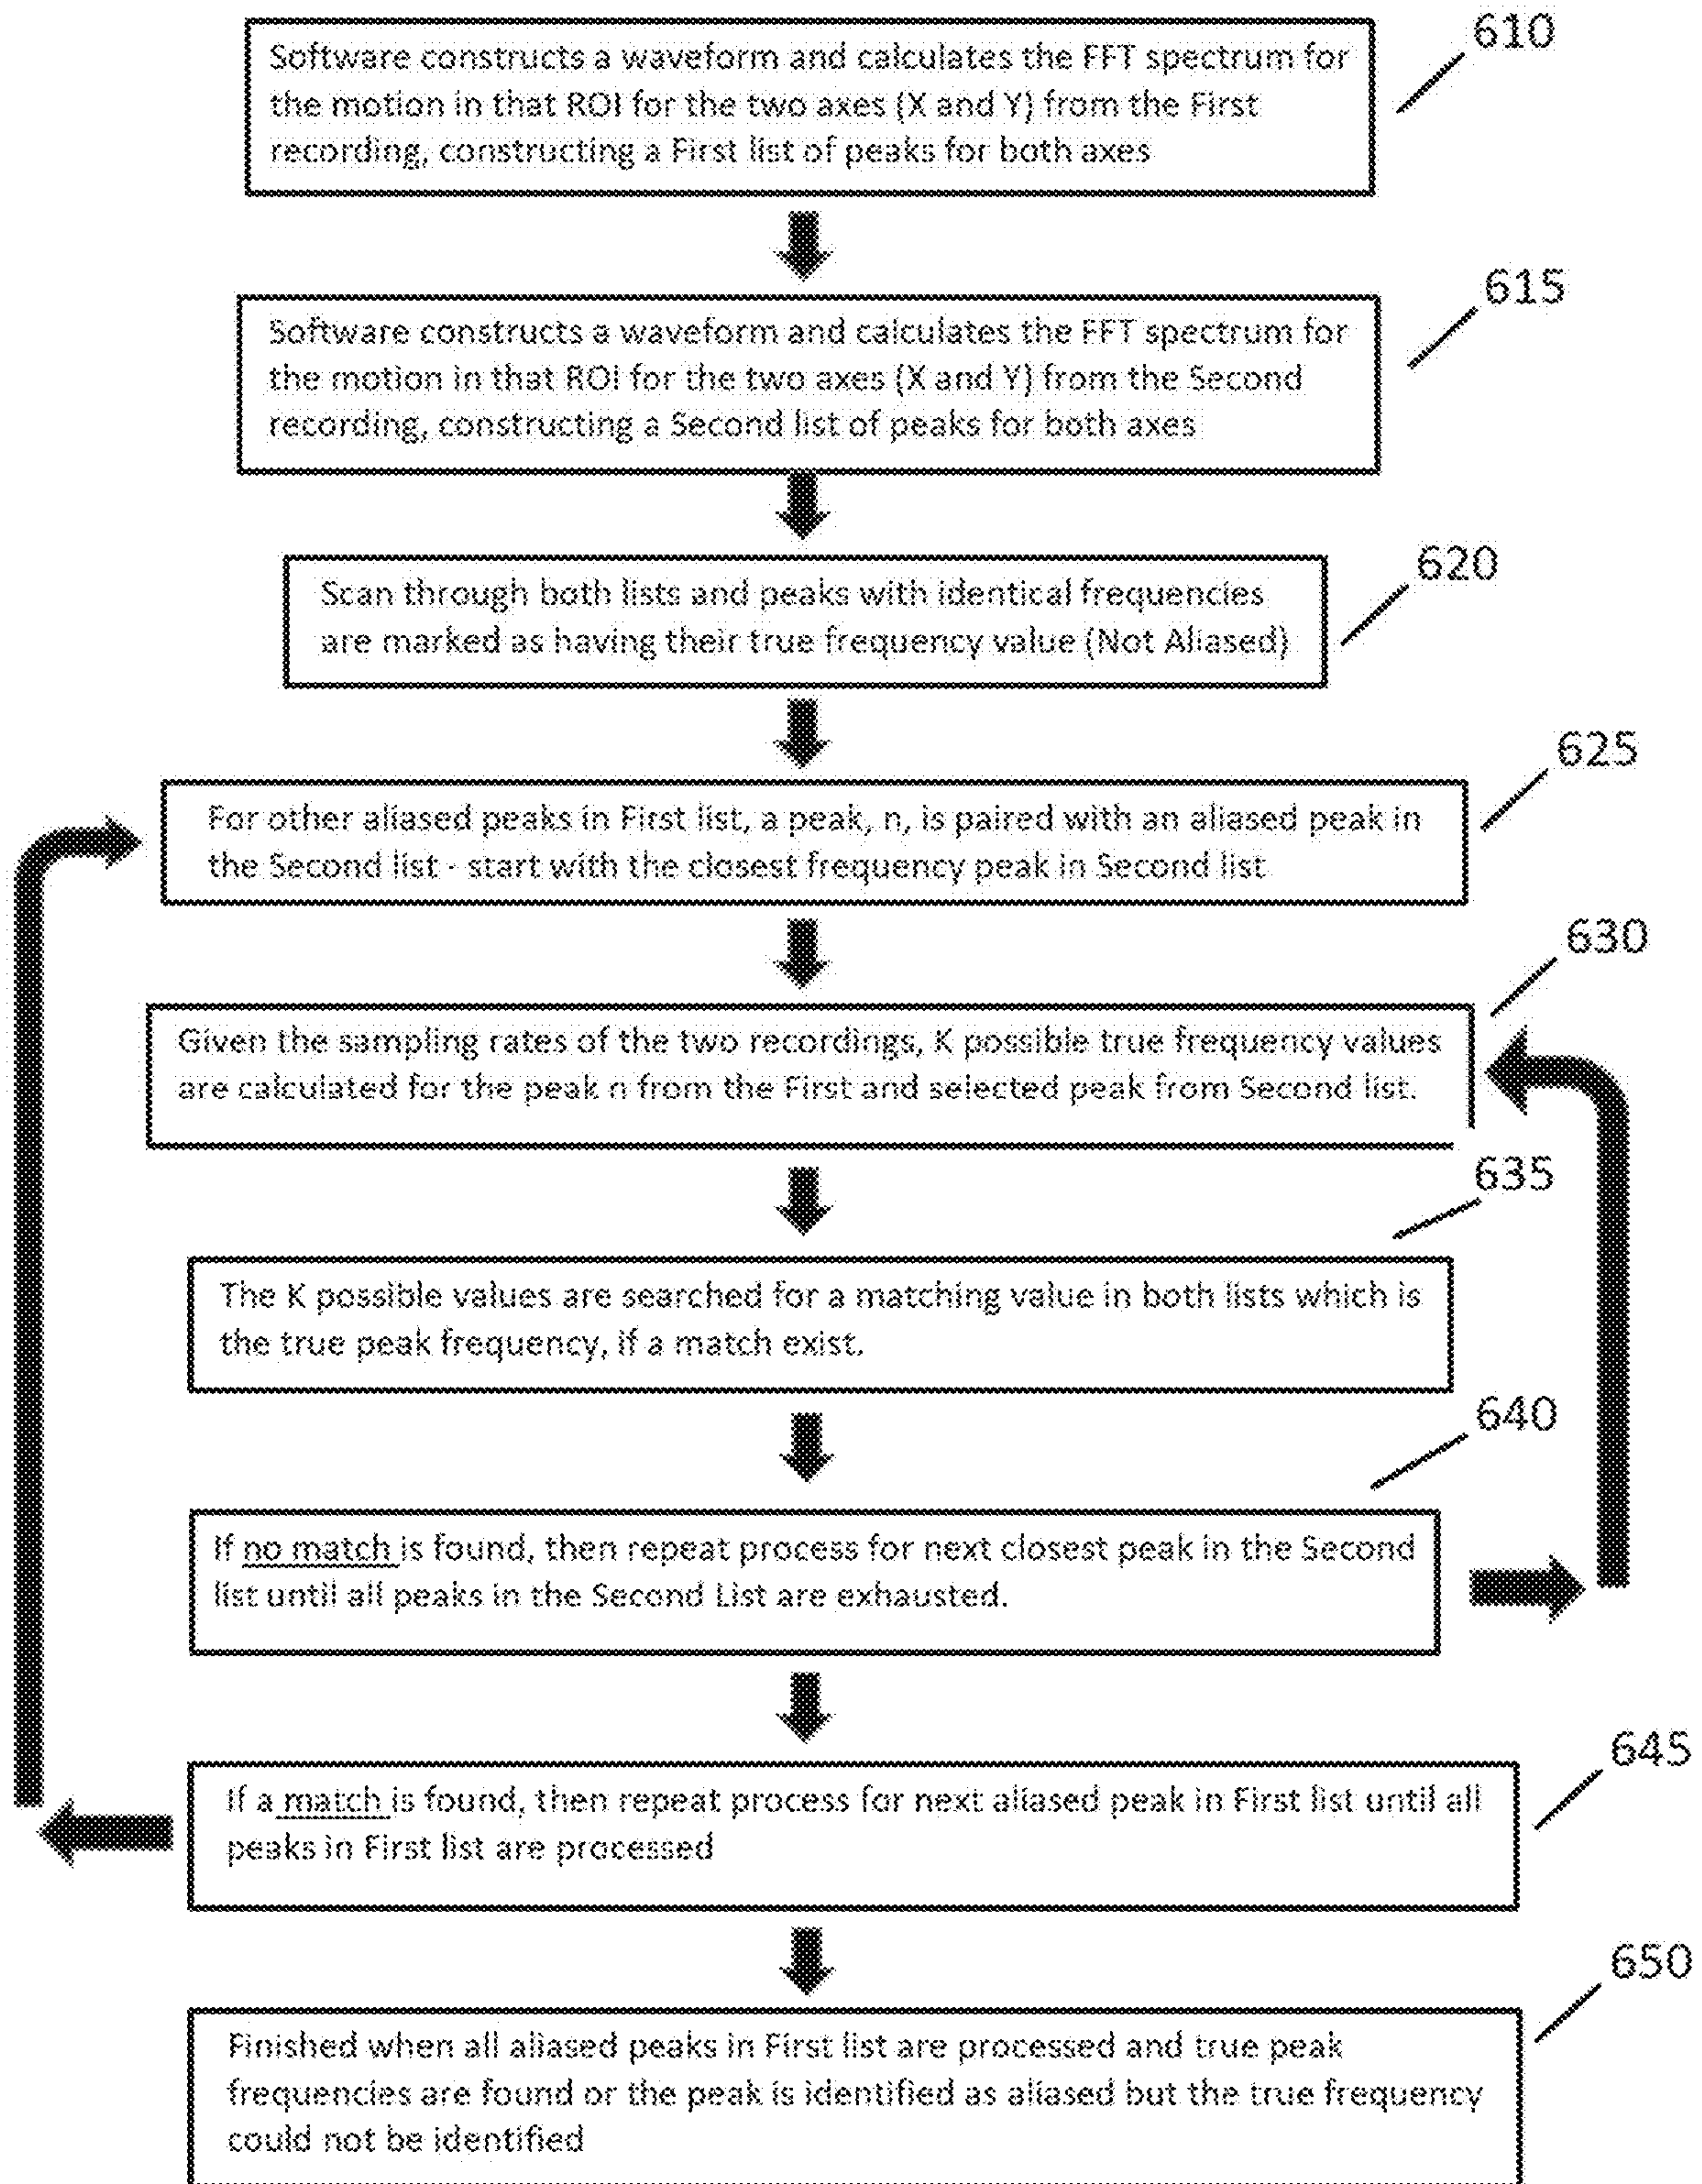 610
Software constructs a waveform and calculates the FFT spectrum for
the motion in that ROI for the two axes (X and Y) from the First
recording, constructing a First list of peaks for both axes
615
Software constructs a waveform and calculates the FFT spectrum for
the motion in that ROI for the two axes (X and Y) from the Second
recording, constructing a Second list of peaks for both axes
620
Scan through both lists and peaks with identical frequencies
are marked as having their true frequency value (Not Aliased)
625
For other aliased peaks in First list, a peak, n, is paired with an aliased peak in
the Second list - start with the closest frequency peak in Second list
630
Given the sampling rates of the two recordings, K possible true frequency values
are calculated for the peak n from the First and selected peak from Second list.
635
The K possible values are searched for a matching value in both lists which is
the true peak frequency, if a match exist.
640
If no match is found, then repeat process for next closest peak in the Second
list until all peaks in the Second List are exhausted.
645
If a match is found, then repeat process for next aliased peak in First list until all
peaks in First list are processed
650
Finished when all aliased peaks in First list are processed and true peak
frequencies are found or the peak is identified as aliased but the true frequency
could not be identified